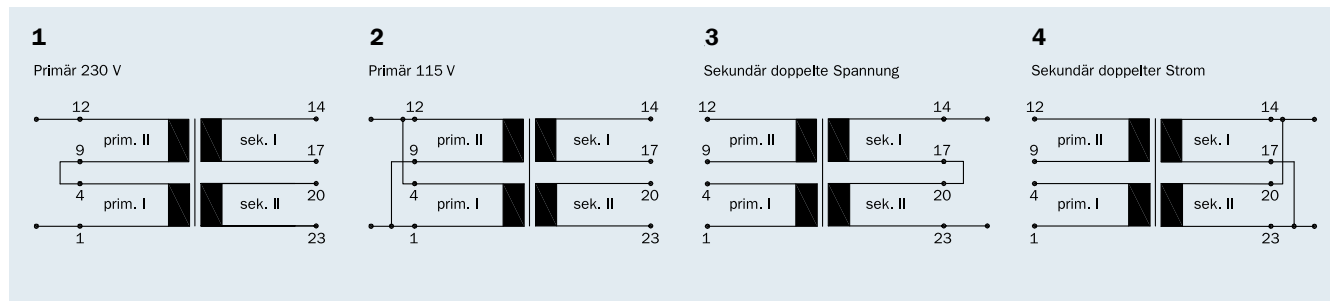 1
Primär 230 V
12
14
prim. II
sek. I
9
17
4
20
prim. I
sek. II
1
23
2
Primär 115 V
12
14
prim. II
sek. I
9
17
4
20
prim. I
sek. II
1
23
3
Sekundär doppelte Spannung
12
14
prim. II
sek. I
9
17
4
20
prim. I
sek. II
1
23
4
Sekundär doppelter Strom
12
14
prim. II
sek. I
9
17
4
20
prim. I
sek. II
1
23